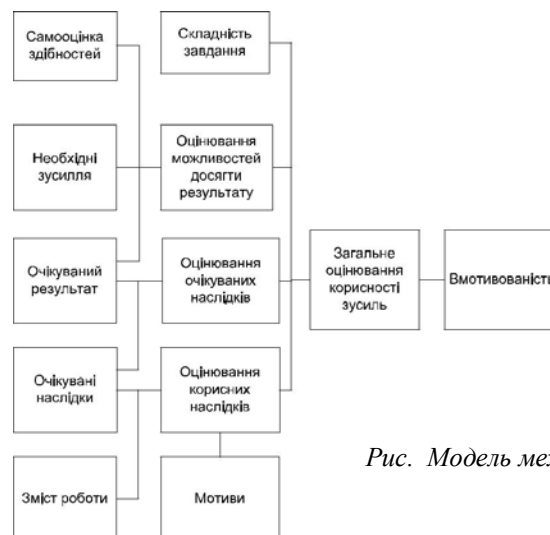 Самооцінка
здібностей
Складність
завдання
Необхідні
зусилля
Оцінювання
можливостей
досягти
результату
Очікуваний
результат
Оцінювання
очікуваних
наслідків
Загальне
оцінювання
корисності
зусиль
Вмотивованість
Очікувані
наслідки
Оцінювання
корисних
наслідків
Зміст роботи
Мотиви
Рис. Модель